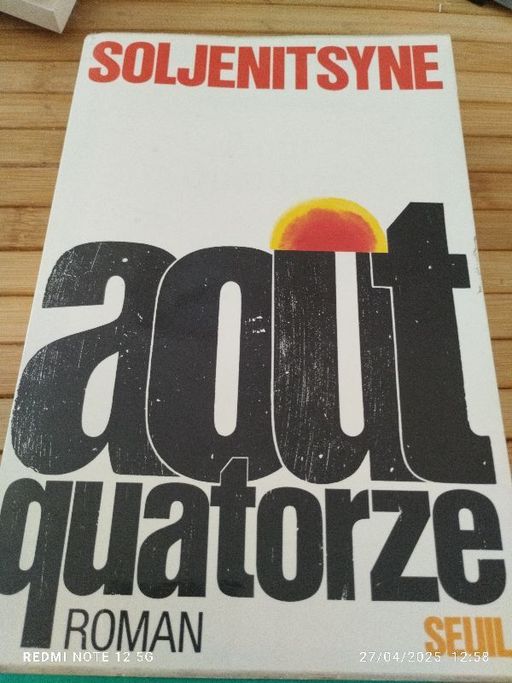 SOLJENITSYNE
août
quatorze
ROMAN
SEUIL
REDMI NOTE 12 5G
27/04/2025 12:58